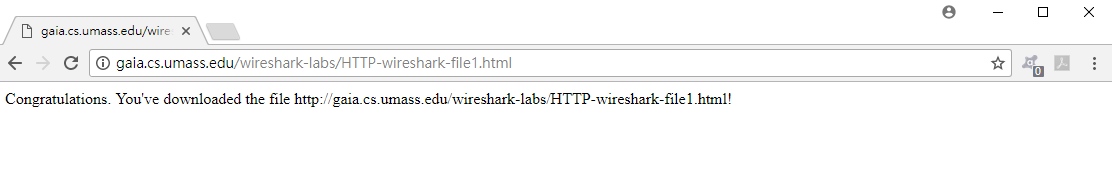 gaia.cs.umass.edu/wire
gaia.cs.umass.edu/wireshark-labs/HTTP-wireshark-file1.html
0
Congratulations. You've downloaded the file http://gaia.cs.umass.edu/wireshark-labs/HTTP-wireshark-file1.html!